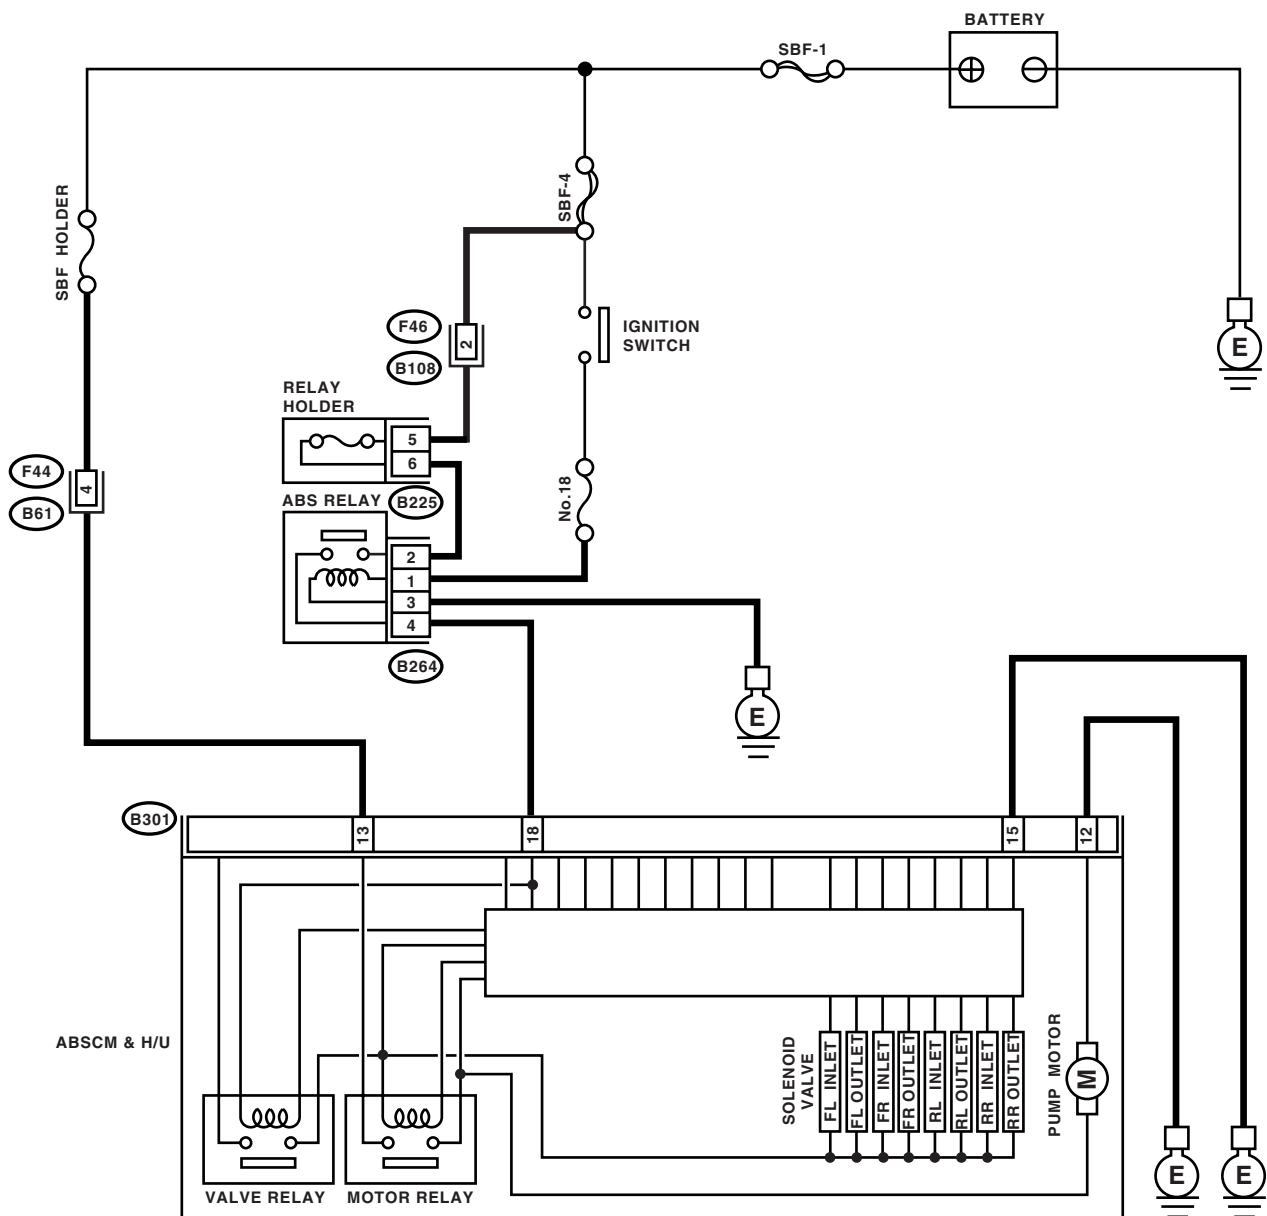 BATTERY
SBF-1
SBF-4
SBF HOLDER
IGNITION
SWITCH
F46
B108
2
E
RELAY
HOLDER
5
6
B225
F44
B61
4
No.18
ABS RELAY
2
1
3
4
B264
E
B301
13
18
15
12
ABSCM & H/U
SOLENOID
VALVE
FL INLET
FL OUTLET
FR INLET
FR OUTLET
RL INLET
RL OUTLET
RR INLET
RR OUTLET
PUMP MOTOR
M
VALVE RELAY
MOTOR RELAY
E
E